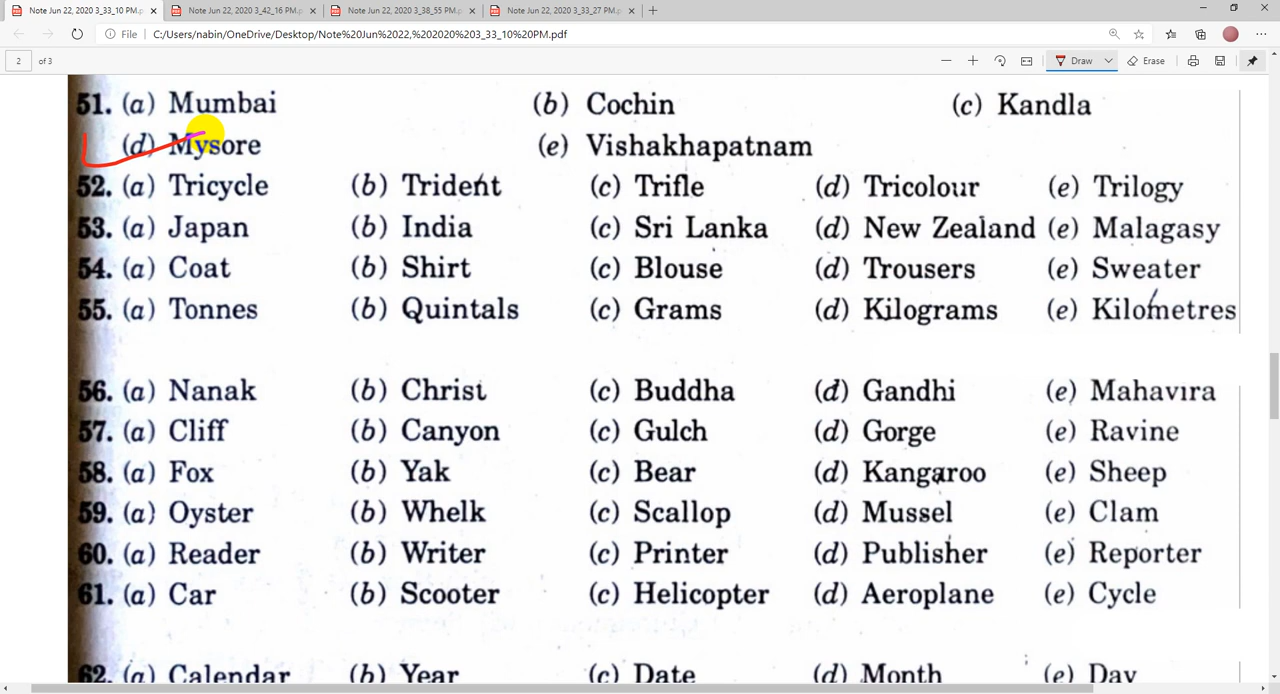 Note Jun 22, 2020 3_33_10 PM.p Note Jun 22, 2020 3_42_16 PM.p Note Jun 22, 2020 3_38_55 PM.p Note Jun 22, 2020 3_33_27 PM.p
File C:/Users/nabin/OneDrive/Desktop/Note%20Jun%2022,%202020%203_33_10%20PM.pdf
2 of 3 Draw Erase
51. (a) Mumbai (b) Cochin (c) Kandla
(d) Mysore (e) Vishakhapatnam
52. (a) Tricycle (b) Trident (c) Trifle (d) Tricolour (e) Trilogy
53. (a) Japan (b) India (c) Sri Lanka (d) New Zealand (e) Malagasy
54. (a) Coat (b) Shirt (c) Blouse (d) Trousers (e) Sweater
55. (a) Tonnes (b) Quintals (c) Grams (d) Kilograms (e) Kilometres
56. (a) Nanak (b) Christ (c) Buddha (d) Gandhi (e) Mahavira
57. (a) Cliff (b) Canyon (c) Gulch (d) Gorge (e) Ravine
58. (a) Fox (b) Yak (c) Bear (d) Kangaroo (e) Sheep
59. (a) Oyster (b) Whelk (c) Scallop (d) Mussel (e) Clam
60. (a) Reader (b) Writer (c) Printer (d) Publisher (e) Reporter
61. (a) Car (b) Scooter (c) Helicopter (d) Aeroplane (e) Cycle
62. (a) Calendar (b) Year (c) Date (d) Month (e) Day